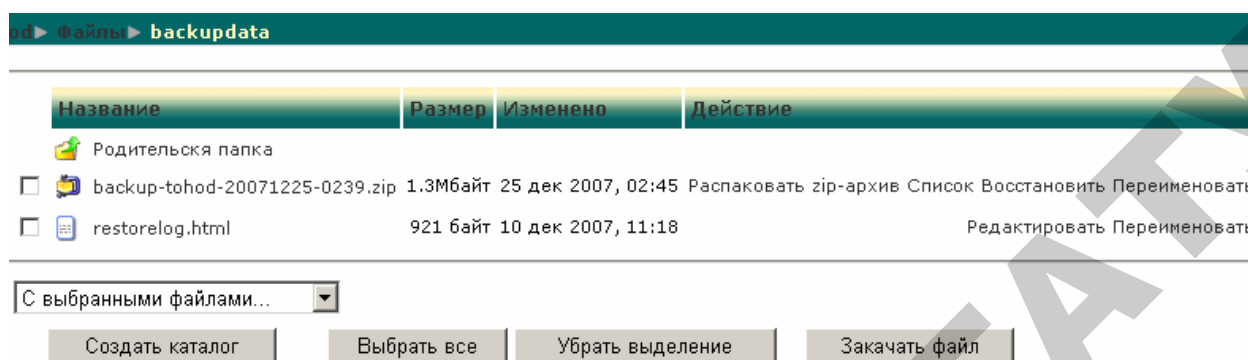 od► Файлы► backupdata
Название Размер Изменено Действие
Родительскя папка
backup-tohod-20071225-0239.zip 1.3Мбайт 25 дек 2007, 02:45 Распаковать zip-архив Список Восстановить Переименовать
restorelog.html 921 байт 10 дек 2007, 11:18 Редактировать Переименовать
С выбранными файлами...
Создать каталог Выбрать все Убрать выделение Закачать файл